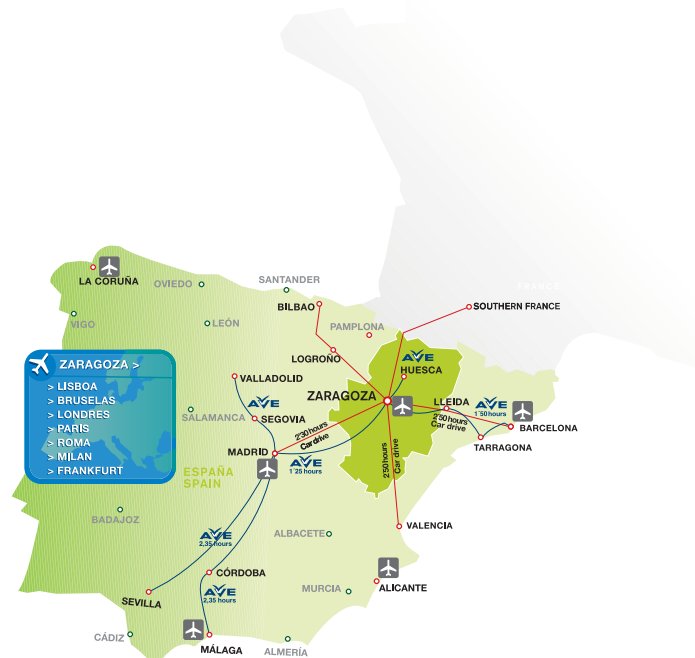 FRANCE
LA CORUÑA
OVIEDO
SANTANDER
BILBAO
SOUTHERN FRANCE
VIGO
LEÓN
PAMPLONA
LOGROÑO
AVE
HUESCA
ZARAGOZA >
> LISBOA
> BRUSELAS
> LONDRES
> PARÍS
> ROMA
> MILAN
> FRANKFURT
VALLADOLID
AVE
ZARAGOZA
LLEIDA
AVE
1´50 hours
SALAMANCA
SEGOVIA
2'50 hours
Car drive
BARCELONA
2'30 hours
Car drive
TARRAGONA
MADRID
AVE
1´25 hours
2'50 hours
Car drive
ESPAÑA
SPAIN
BADAJOZ
VALENCIA
AVE
2,35 hours
ALBACETE
CÓRDOBA
AVE
2,35 hours
SEVILLA
MURCIA
ALICANTE
CÁDIZ
MÁLAGA
ALMERÍA